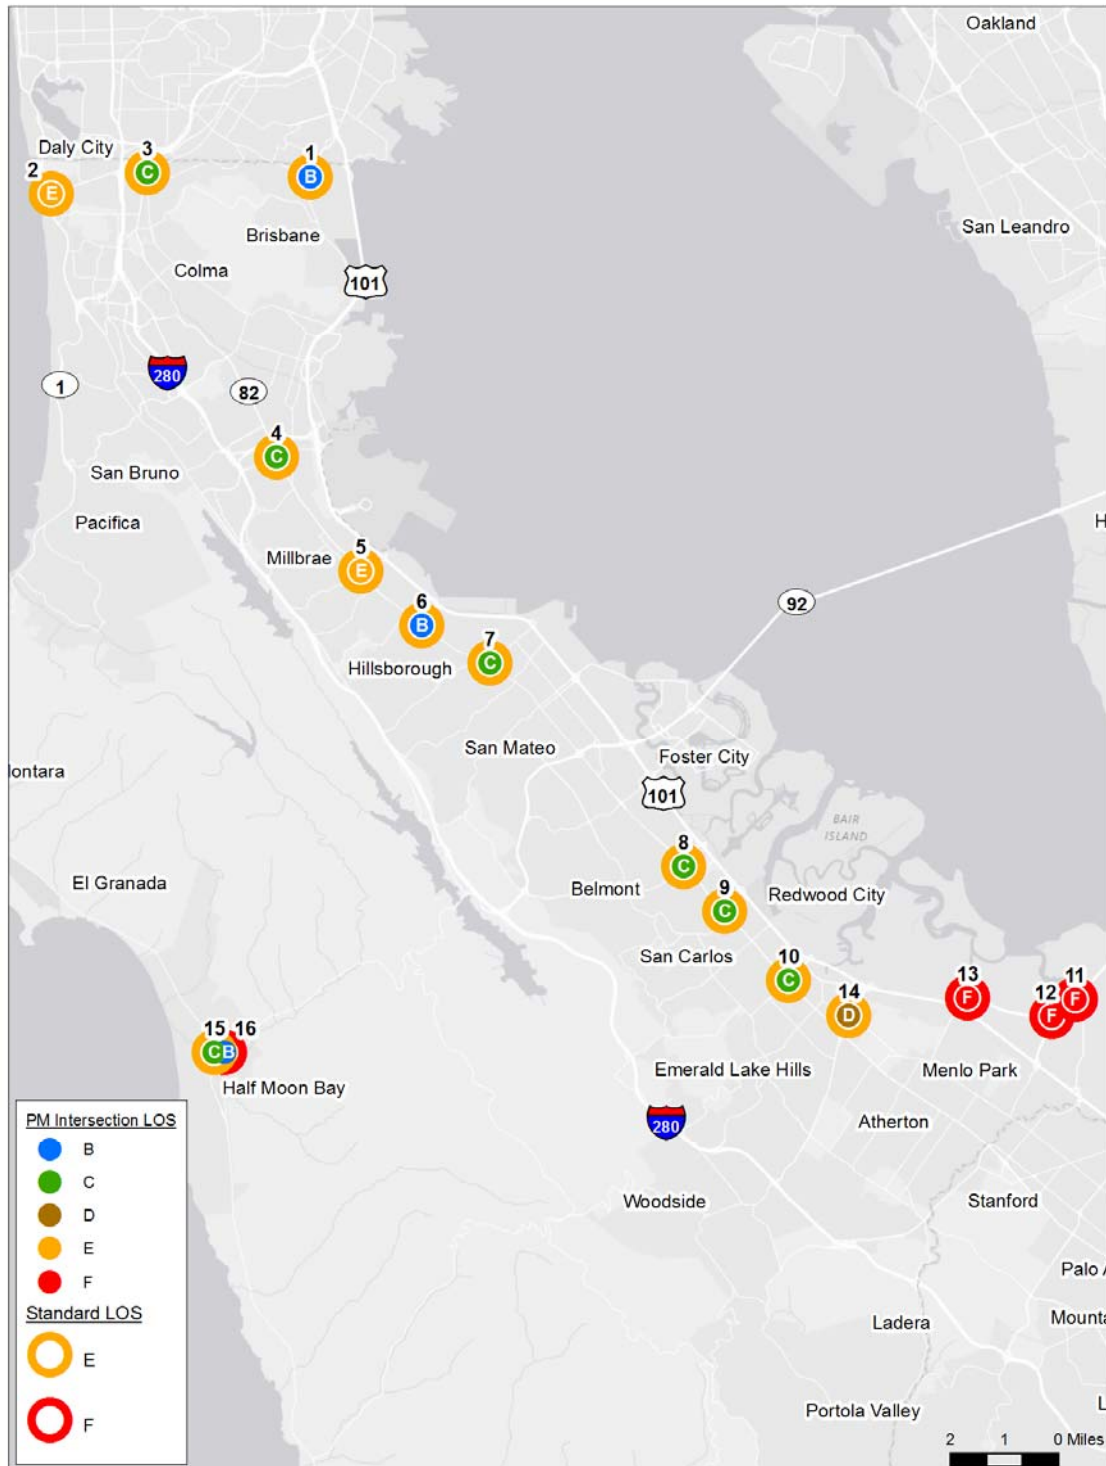 Oakland
Daly City
3
1
2
C
B
E
San Leandro
Brisbane
Colma
101
280
1
82
4
C
San Bruno
Pacifica
H
5
Millbrae
E
6
92
B
7
C
Hillsborough
San Mateo
Foster City
lontara
101
BAIR
ISLAND
8
C
El Granada
Belmont
9
Redwood City
C
San Carlos
10
C
13
11
14
12
F
F
D
F
15 16
C B
Emerald Lake Hills
Menlo Park
Half Moon Bay
280
Atherton
PM Intersection LOS
B
C
D
E
F
Standard LOS
E
F
Woodside
Stanford
Palo A
Mounta
Ladera
L
Portola Valley
2 1 0 Miles